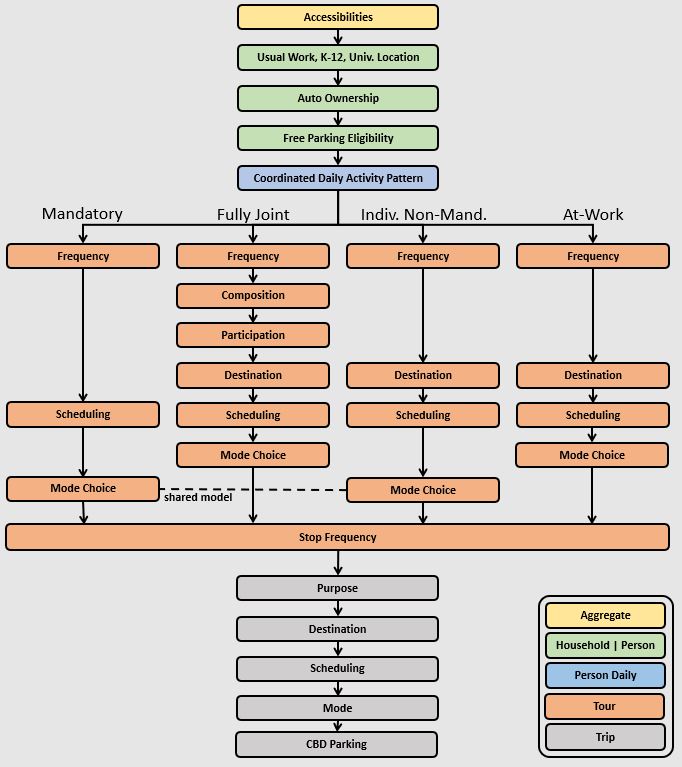 Accessibilities
Usual Work, K-12, Univ. Location
Auto Ownership
Free Parking Eligibility
Coordinated Daily Activity Pattern
Mandatory
Fully Joint
Indiv. Non-Mand.
At-Work
Frequency
Frequency
Frequency
Frequency
Composition
Participation
Destination
Destination
Destination
Scheduling
Scheduling
Scheduling
Scheduling
Mode Choice
Mode Choice
Mode Choice
shared model
Mode Choice
Stop Frequency
Purpose
Destination
Scheduling
Mode
CBD Parking
Aggregate
Household | Person
Person Daily
Tour
Trip